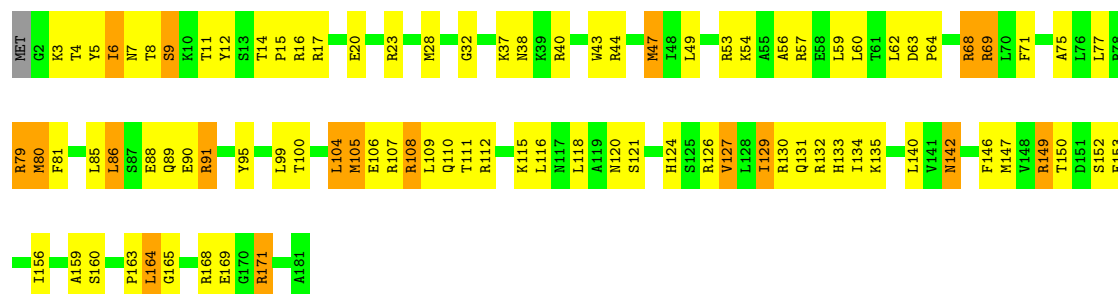 MET G2 K3 T4 Y5 I6 N7 T8 S9 K10 T11 Y12 S13 T14 P15 R16 R17 E20 R23 M28 G32 K37 N38 K39 R40 W43 R44 M47 I48 L49 R53 K54 A55 A56 R57 E58 L59 L60 T61 L62 D63 P64 R68 R69 L70 F71 A75 L76 L77 R78
R79 M80 F81 L85 L86 S87 E88 Q89 E90 R91 Y95 L99 T100 L104 M105 E106 R107 R108 L109 Q110 T111 R112 K115 L116 N117 L118 A119 N120 S121 H124 S125 R126 V127 L128 I129 R130 Q131 R132 H133 I134 K135 L140 V141 N142 F146 M147 V148 R149 T150 D151 S152 E153
I156 A159 S160 P163 L164 G165 R168 E169 G170 R171 A181